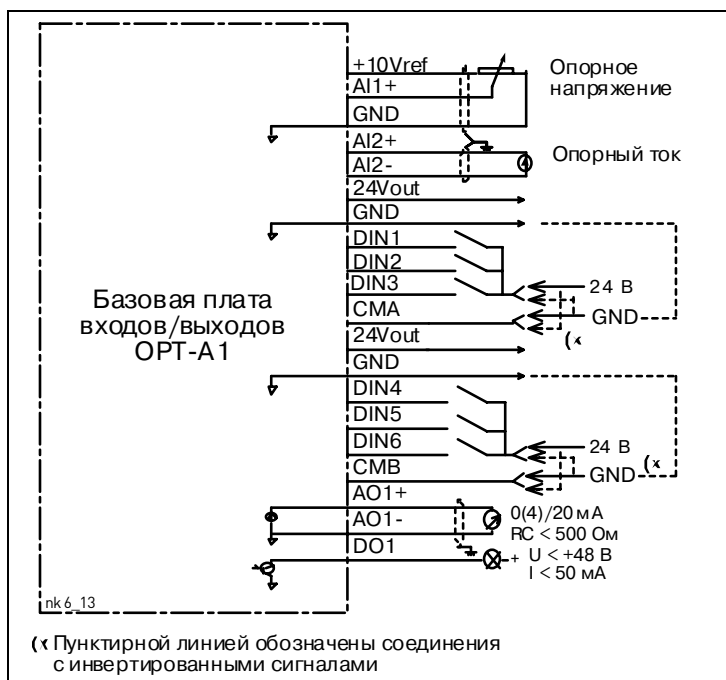 +10Vref
AI1+
GND
AI2+
AI2-
24Vout
GND
DIN1
DIN2
DIN3
CMA
24Vout
GND
DIN4
DIN5
DIN6
CMB
AO1+
AO1-
DO1
Опорное
напряжение
Опорный ток
24 В
GND
(x
24 В
GND (x
0(4)/20 мА
RC < 500 Ом
+ U < +48 В
I < 50 мА
Базовая плата
входов/выходов
OPT-A1
nk6_13
(x Пунктирной линией обозначены соединения
с инвертированными сигналами